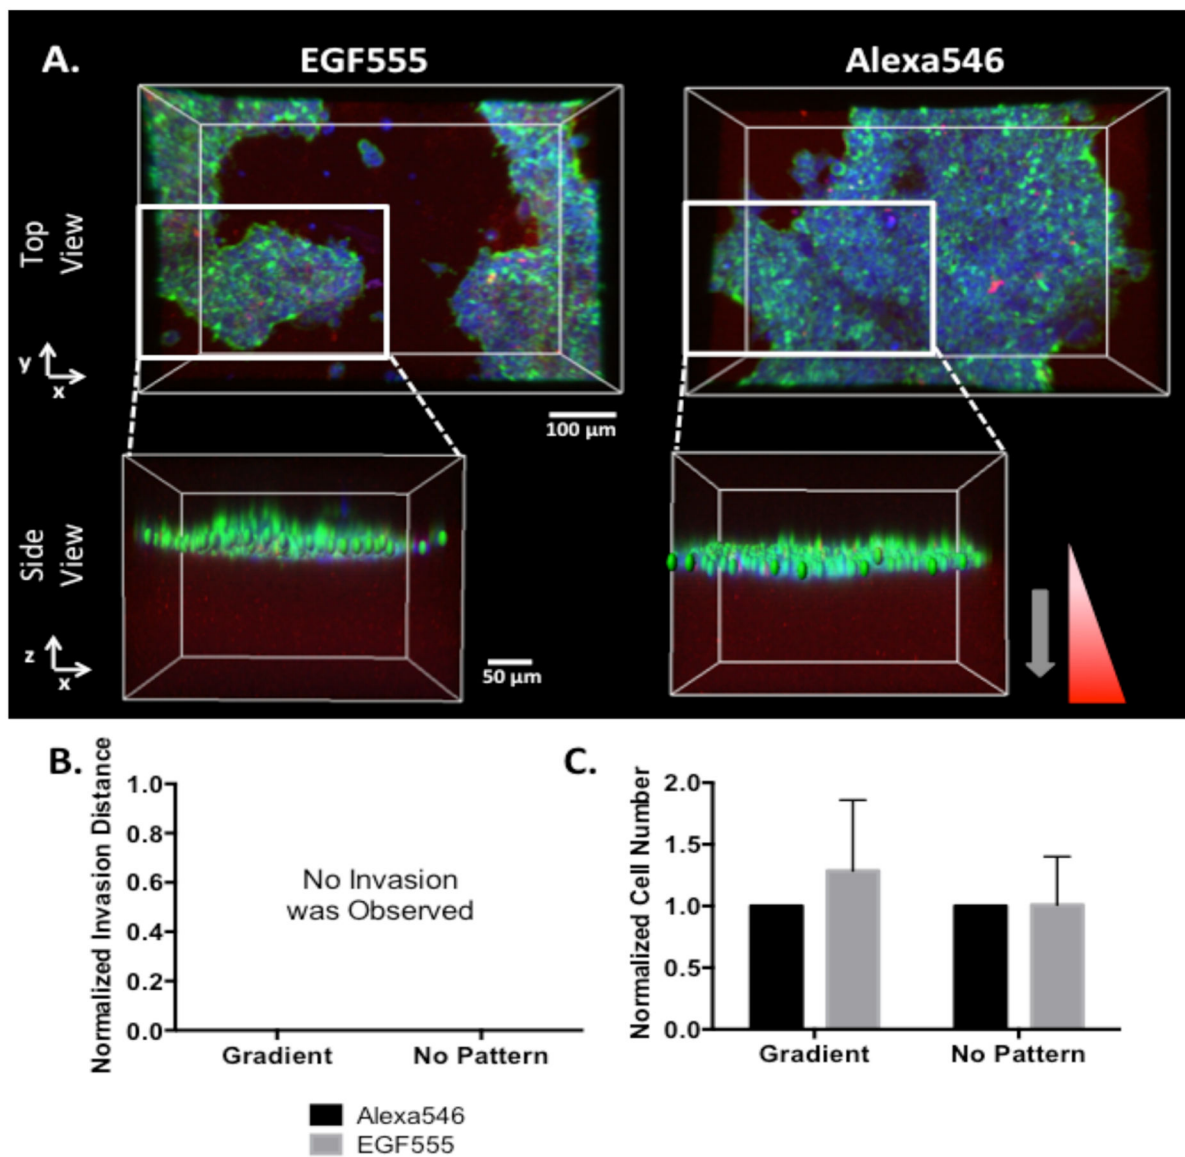 A.
EGF555
Alexa546
Top
View
y
x
100 µm
Side
View
z
x
50 µm
B.
Normalized Invasion Distance
1.0
0.8
0.6
0.4
0.2
0.0
No Invasion
was Observed
Gradient
No Pattern
C.
Normalized Cell Number
2.0
1.5
1.0
0.5
0.0
Gradient
No Pattern
Alexa546
EGF555